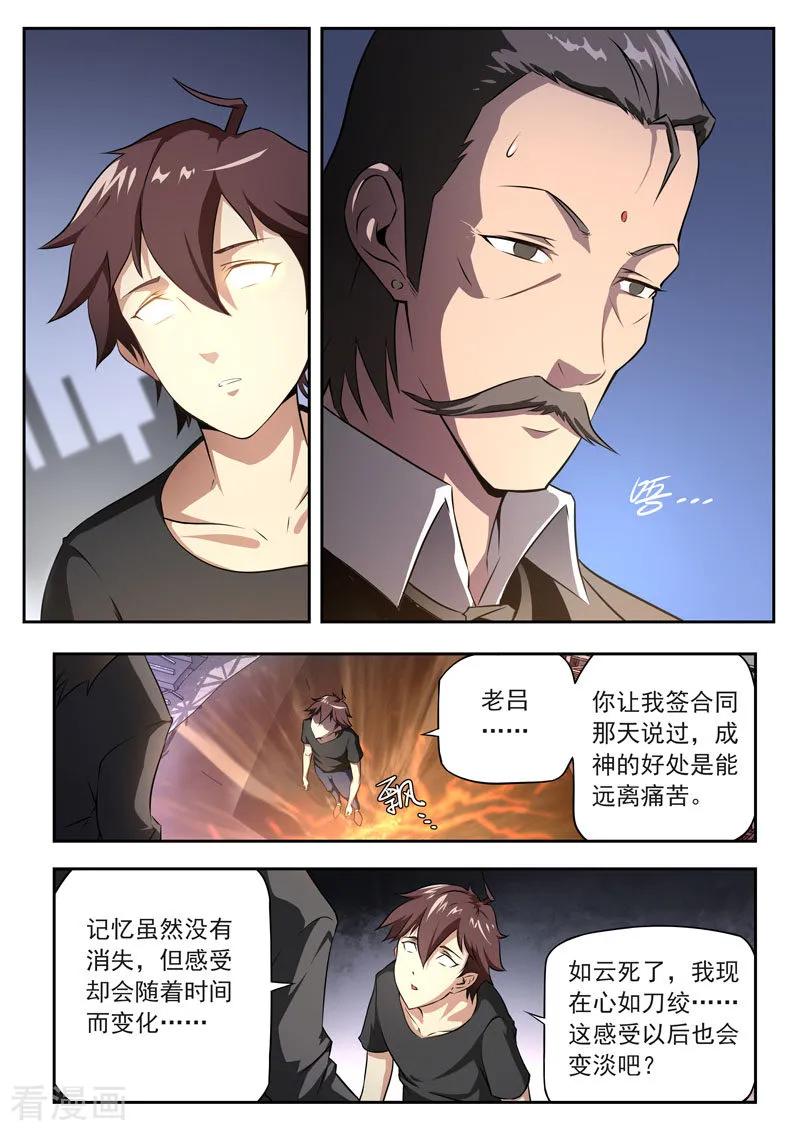 唔…
老吕
……
你让我签合同
那天说过，成
神的好处是能
远离痛苦。
飘…
记忆虽然没有
消失，但感受
却会随着时间
而变化……
如云死了，我现
在心如刀绞……
这感受以后也会
变淡吧？
看漫画